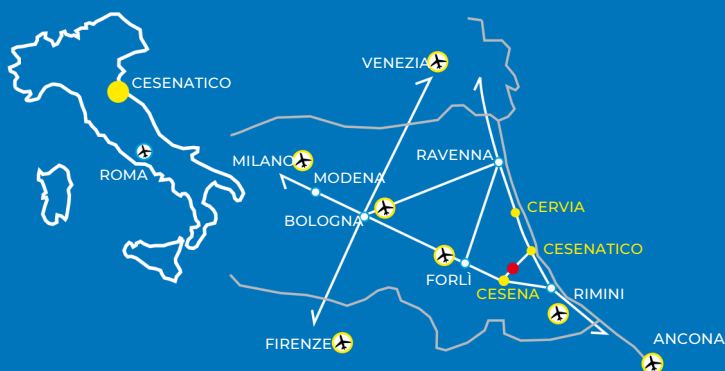 CESENATICO
ROMA
VENEZIA
MILANO
MODENA
RAVENNA
BOLOGNA
CERVIA
CESENATICO
FORLÌ
CESENA
RIMINI
FIRENZE
ANCONA